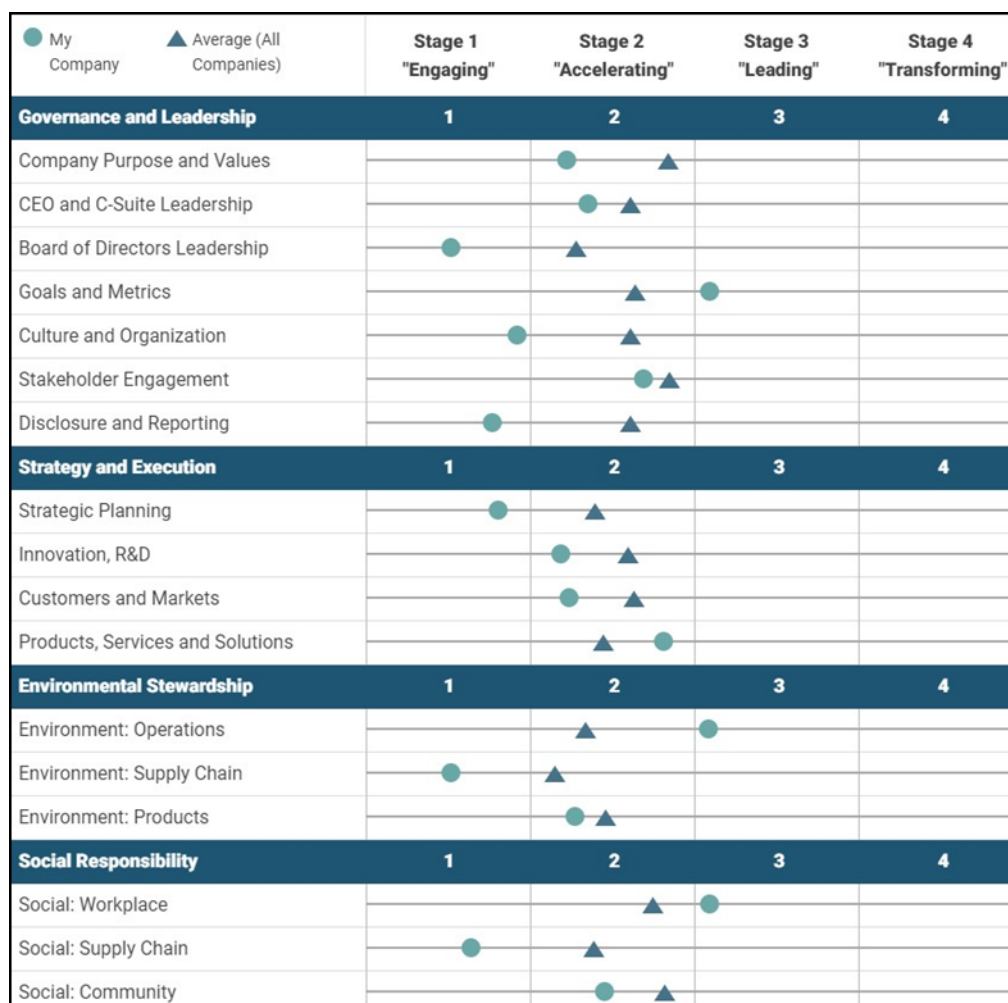 My Company
Average (All Companies)
Stage 1 "Engaging"
Stage 2 "Accelerating"
Stage 3 "Leading"
Stage 4 "Transforming"
Governance and Leadership 1 2 3 4
Company Purpose and Values
CEO and C-Suite Leadership
Board of Directors Leadership
Goals and Metrics
Culture and Organization
Stakeholder Engagement
Disclosure and Reporting
Strategy and Execution 1 2 3 4
Strategic Planning
Innovation, R&D
Customers and Markets
Products, Services and Solutions
Environmental Stewardship 1 2 3 4
Environment: Operations
Environment: Supply Chain
Environment: Products
Social Responsibility 1 2 3 4
Social: Workplace
Social: Supply Chain
Social: Community